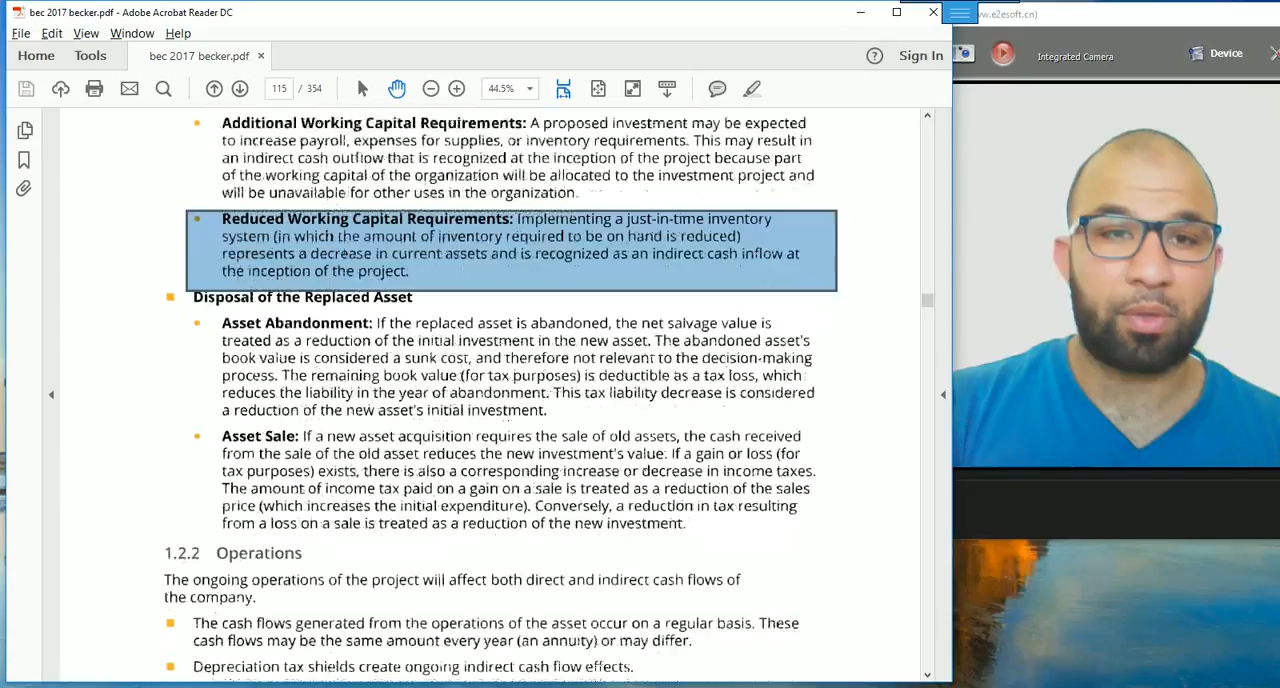 bec 2017 becker.pdf - Adobe Acrobat Reader DC
ww.e2esoft.cn)
File Edit View Window Help
Home Tools bec 2017 becker.pdf × Sign In
Integrated Camera Device
115 / 354 44.5%
Additional Working Capital Requirements: A proposed investment may be expected
to increase payroll, expenses for supplies, or inventory requirements. This may result in
an indirect cash outflow that is recognized at the inception of the project because part
of the working capital of the organization will be allocated to the investment project and
will be unavailable for other uses in the organization.
Reduced Working Capital Requirements: Implementing a just-in-time inventory
system (in which the amount of inventory required to be on hand is reduced)
represents a decrease in current assets and is recognized as an indirect cash inflow at
the inception of the project.
Disposal of the Replaced Asset
Asset Abandonment: If the replaced asset is abandoned, the net salvage value is
treated as a reduction of the initial investment in the new asset. The abandoned asset's
book value is considered a sunk cost, and therefore not relevant to the decision-making
process. The remaining book value (for tax purposes) is deductible as a tax loss, which
reduces the liability in the year of abandonment. This tax liability decrease is considered
a reduction of the new asset's initial investment.
Asset Sale: If a new asset acquisition requires the sale of old assets, the cash received
from the sale of the old asset reduces the new investment's value. If a gain or loss (for
tax purposes) exists, there is also a corresponding increase or decrease in income taxes.
The amount of income tax paid on a gain on a sale is treated as a reduction of the sales
price (which increases the initial expenditure). Conversely, a reduction in tax resulting
from a loss on a sale is treated as a reduction of the new investment.
1.2.2 Operations
The ongoing operations of the project will affect both direct and indirect cash flows of
the company.
The cash flows generated from the operations of the asset occur on a regular basis. These
cash flows may be the same amount every year (an annuity) or may differ.
Depreciation tax shields create ongoing indirect cash flow effects.